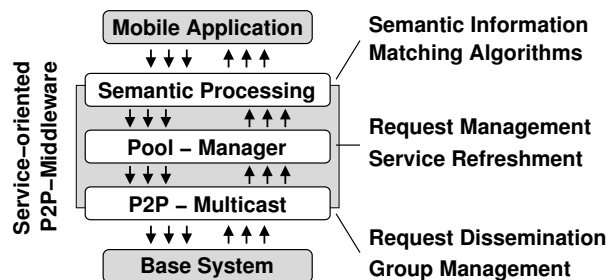 Mobile Application
Semantic Information
Matching Algorithms
Semantic Processing
Service-oriented
P2P-Middleware
Request Management
Pool - Manager
Service Refreshment
P2P - Multicast
Request Dissemination
Base System
Group Management